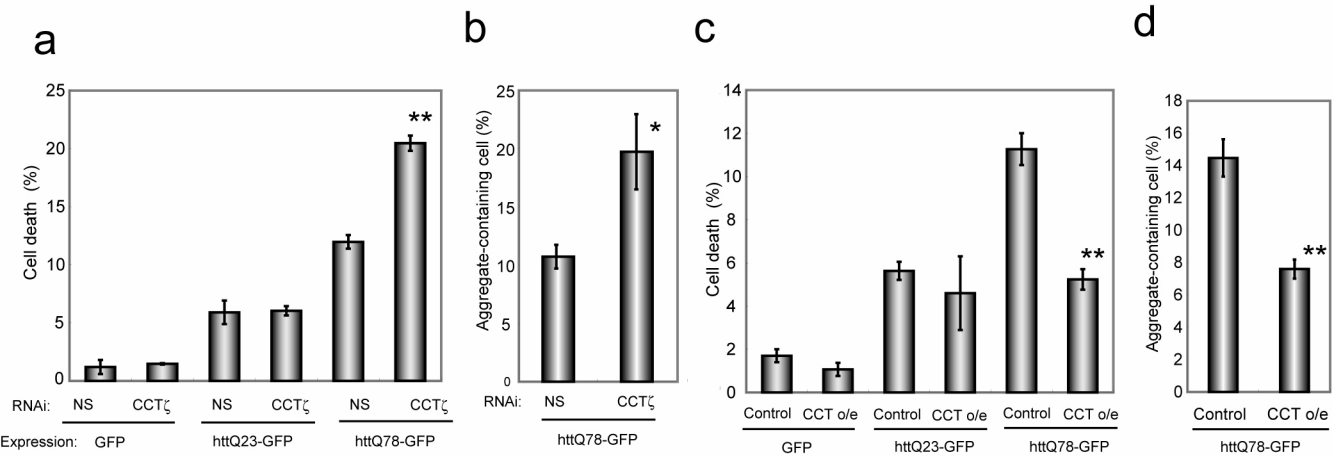 a
Cell death (%)
25
20
15
10
5
0
**
RNAi: NS CCTζ NS CCTζ NS CCTζ
Expression: GFP httQ23-GFP httQ78-GFP
b
Aggregate-containing cell (%)
25
20
15
10
5
0
*
RNAi: NS CCTζ
httQ78-GFP
c
Cell death (%)
14
12
10
8
6
4
2
0
**
Control CCT o/e Control CCT o/e Control CCT o/e
GFP httQ23-GFP httQ78-GFP
d
Aggregate-containing cell (%)
18
16
14
12
10
8
6
4
2
0
**
Control CCT o/e
httQ78-GFP